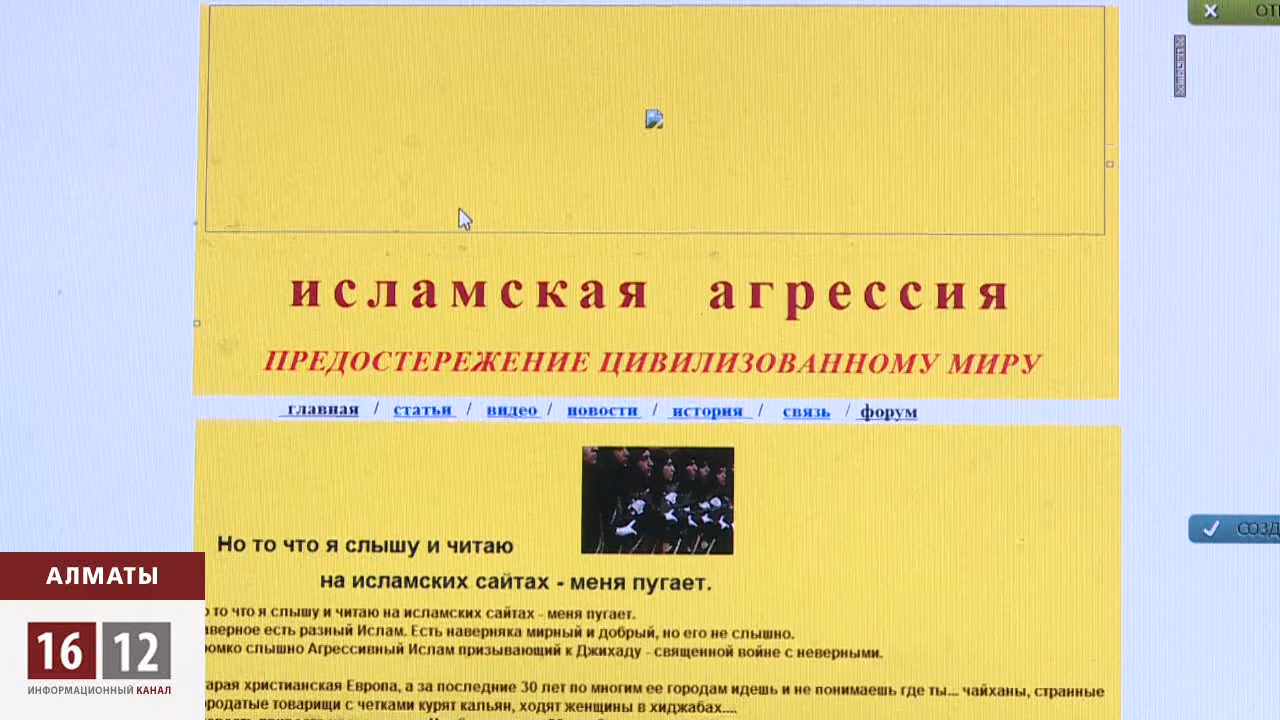 исламская агрессия
ПРЕДОСТЕРЕЖЕНИЕ ЦИВИЛИЗОВАННОМУ МИРУ
главная / статьи / видео / новости / история / связь / форум
Но то что я слышу и читаю
на исламских сайтах - меня пугает.
о то что я слышу и читаю на исламских сайтах - меня пугает.
аверное есть разный Ислам. Есть наверняка мирный и добрый, но его не слышно.
ромко слышно Агрессивный Ислам призывающий к Джихаду - священной войне с неверными.
тарая христианская Европа, а за последние 30 лет по многим ее городам идешь и не понимаешь где ты... чайханы, странные
ородатые товарищи с четками курят кальян, ходят женщины в хиджабах....
СОЗД
АЛМАТЫ
16 12
ИНФОРМАЦИОННЫЙ КАНАЛ